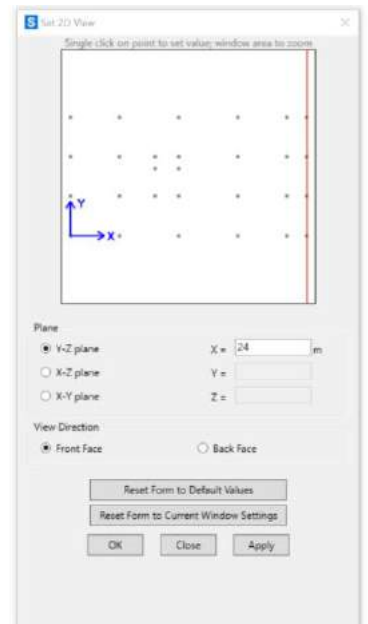 S Set 2D View
Single click on point to set value; window area to zoom
Y
X
Plane
Y-Z plane X = 24 m
X-Z plane Y =
X-Y plane Z =
View Direction
Front Face Back Face
Reset Form to Default Values
Reset Form to Current Window Settings
OK Close Apply